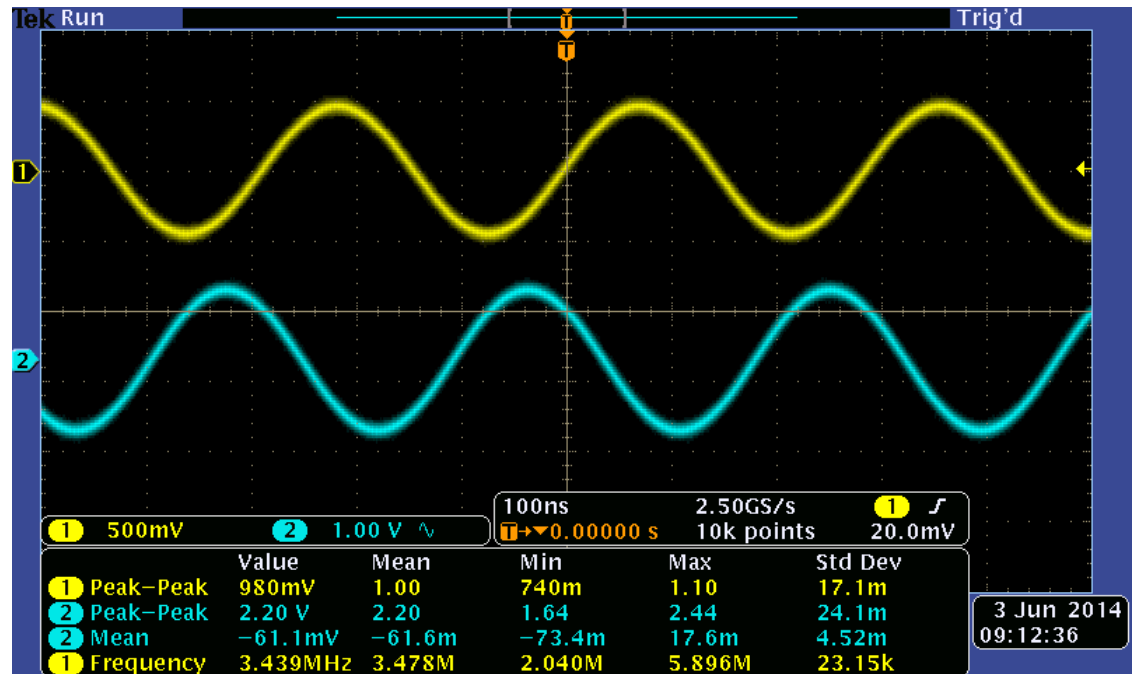 Tek Run Trig'd
T
T
1
2
100ns 2.50GS/s 1
1 500mV 2 1.00 V ∿ T→▼0.00000 s 10k points 20.0mV
Value Mean Min Max Std Dev
1 Peak–Peak 980mV 1.00 740m 1.10 17.1m
2 Peak–Peak 2.20 V 2.20 1.64 2.44 24.1m
2 Mean −61.1mV −61.6m −73.4m 17.6m 4.52m
1 Frequency 3.439MHz 3.478M 2.040M 5.896M 23.15k
3 Jun 2014
09:12:36